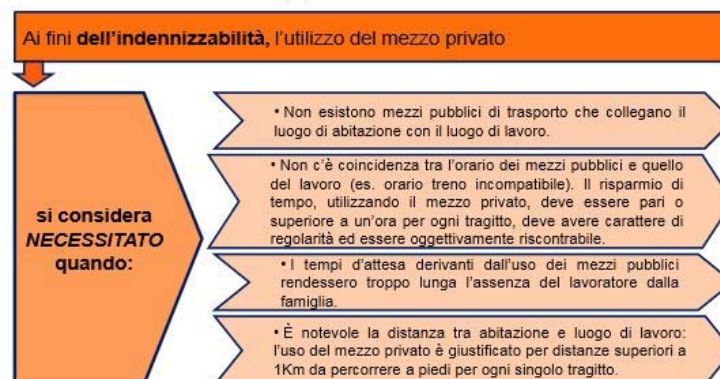 Ai fini dell'indennizzabilità, l'utilizzo del mezzo privato
si considera
NECESSITATO
quando:
• Non esistono mezzi pubblici di trasporto che collegano il
luogo di abitazione con il luogo di lavoro.
• Non c'è coincidenza tra l'orario dei mezzi pubblici e quello
del lavoro (es. orario treno incompatibile). Il risparmio di
tempo, utilizzando il mezzo privato, deve essere pari o
superiore a un'ora per ogni tragitto, deve avere carattere di
regolarità ed essere oggettivamente riscontrabile.
• I tempi d'attesa derivanti dall'uso dei mezzi pubblici
rendessero troppo lunga l'assenza del lavoratore dalla
famiglia.
• È notevole la distanza tra abitazione e luogo di lavoro:
l'uso del mezzo privato è giustificato per distanze superiori a
1Km da percorrere a piedi per ogni singolo tragitto.